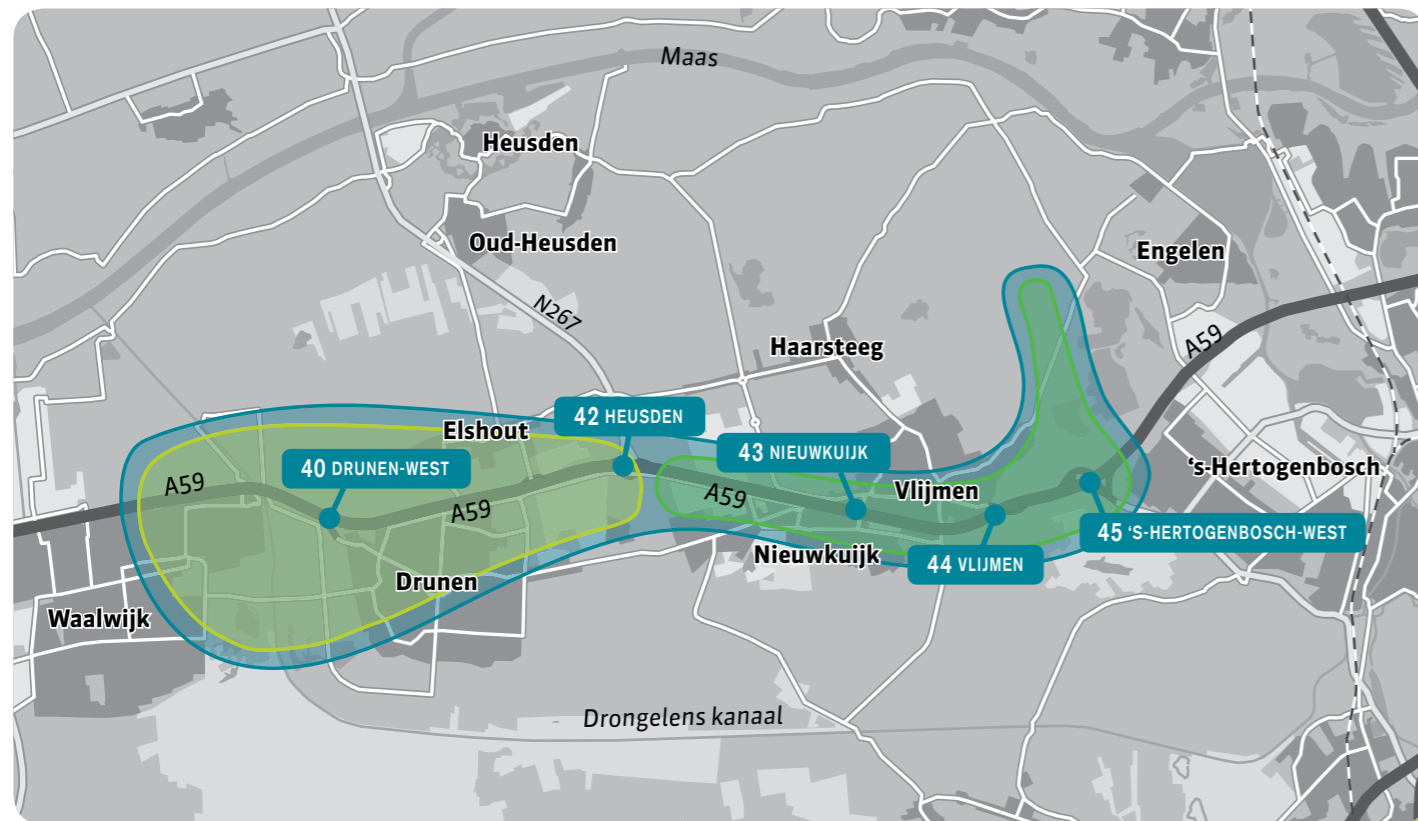 Maas
Heusden
Oud-Heusden
Engelen
N267
A59
Haarsteeg
42 HEUSDEN
Elshout
43 NIEUWKUIJK
40 DRUNEN-WEST
‘s-Hertogenbosch
A59
Vlijmen
A59
A59
45 ‘S-HERTOGENBOSCH-WEST
Nieuwkuijk
44 VLIJMEN
Drunen
Waalwijk
Drongelens kanaal